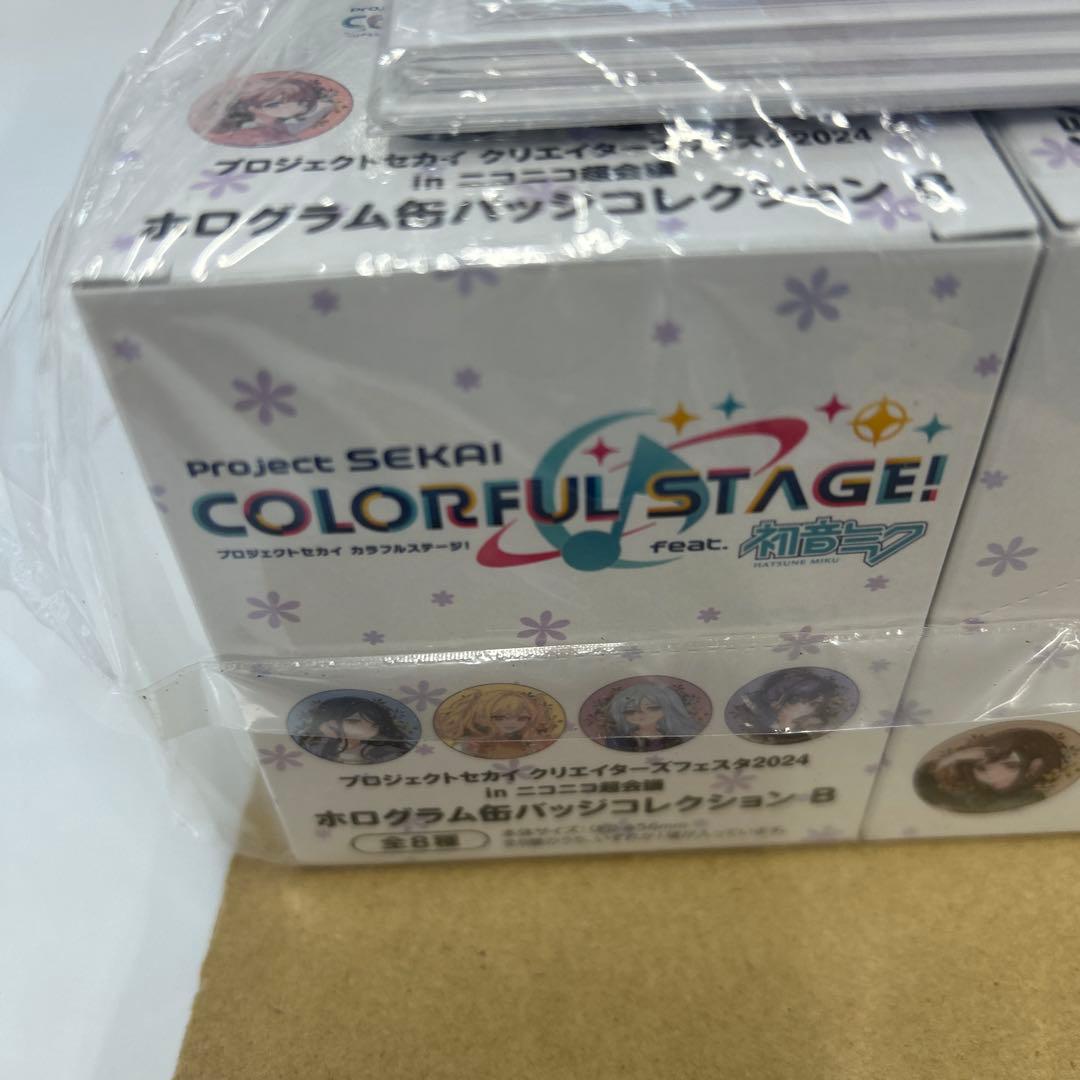 プロジェクトセカイ クリエイターズフェスタ2024
in ニコニコ超会議
ホログラム缶バッジコレクション B
Project SEKAI
COLORFUL STAGE!
プロジェクトセカイ カラフルステージ!
feat. 初音ミク
HATSUNE MIKU
プロジェクトセカイ クリエイターズフェスタ2024
in ニコニコ超会議
ホログラム缶バッジコレクション B
全8種